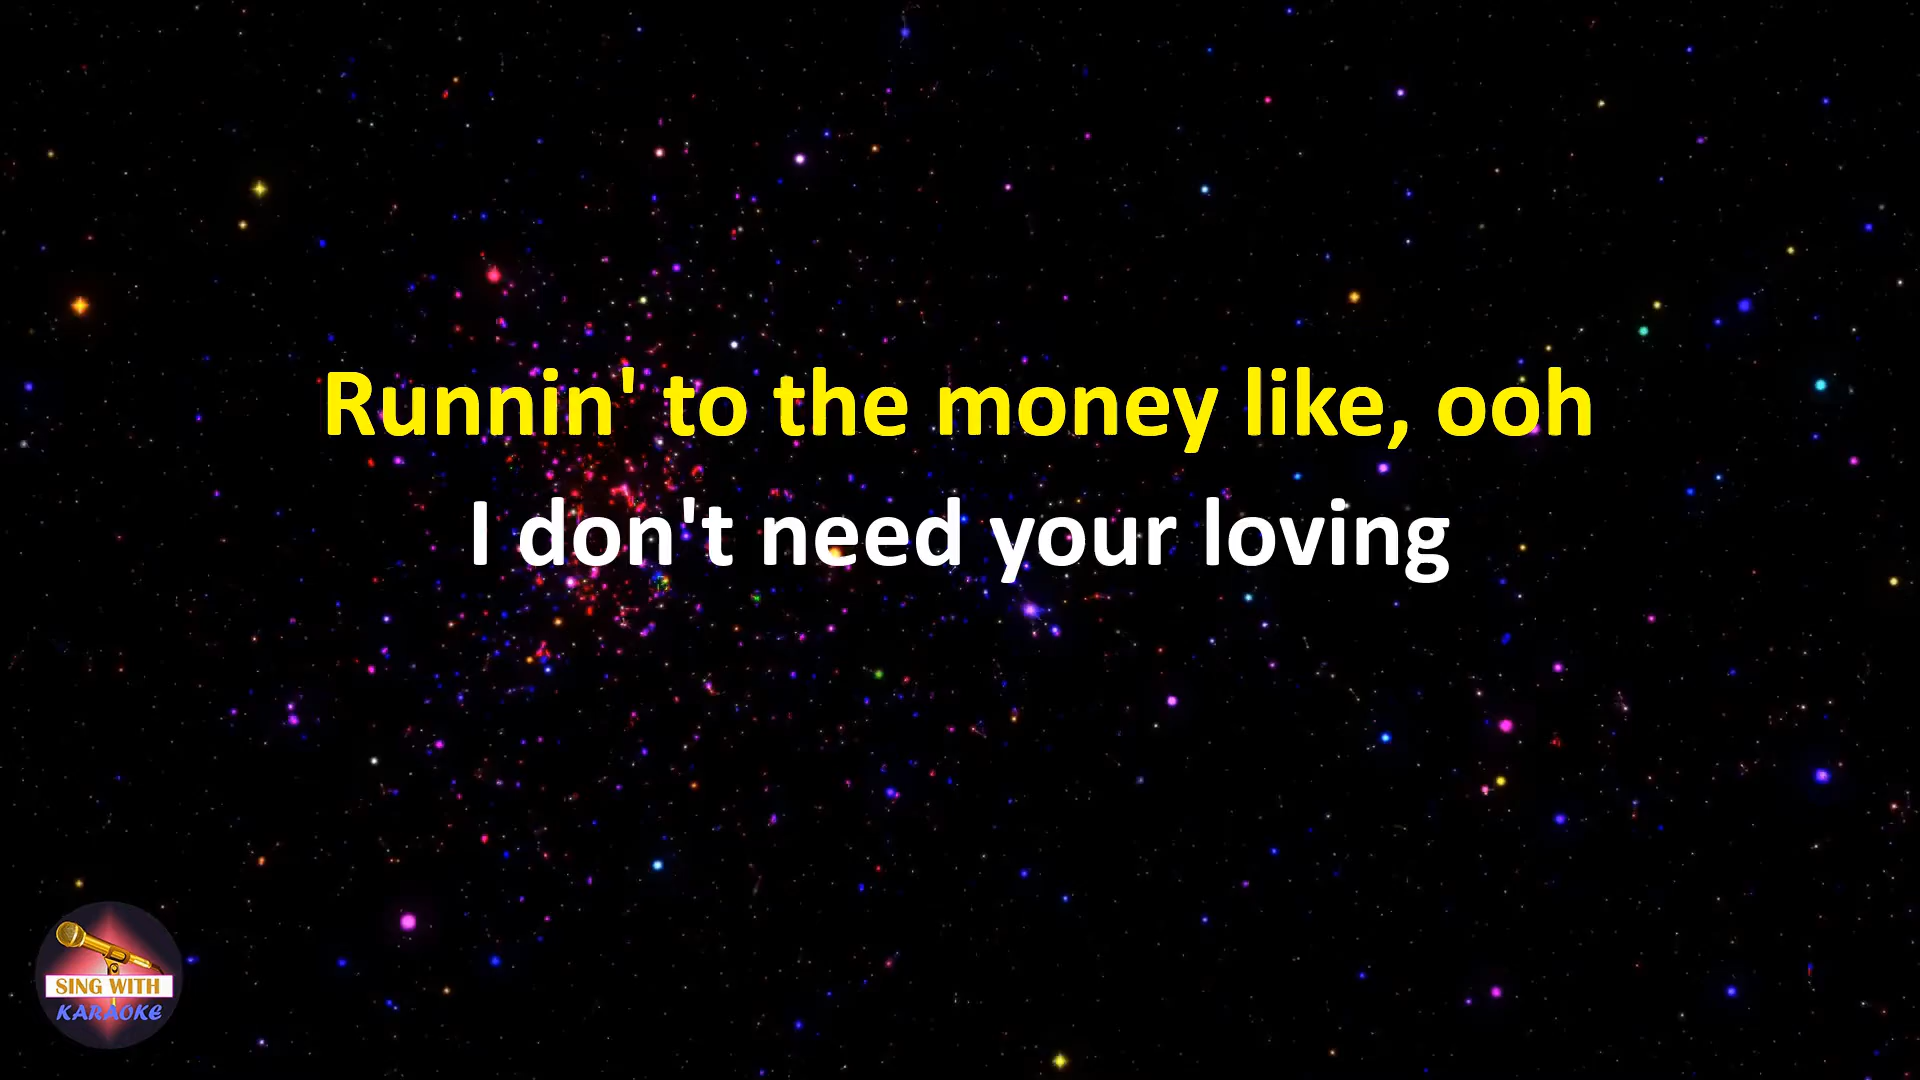 Runnin' to the money like, ooh
I don't need your loving
SING WITH
KARAOKE